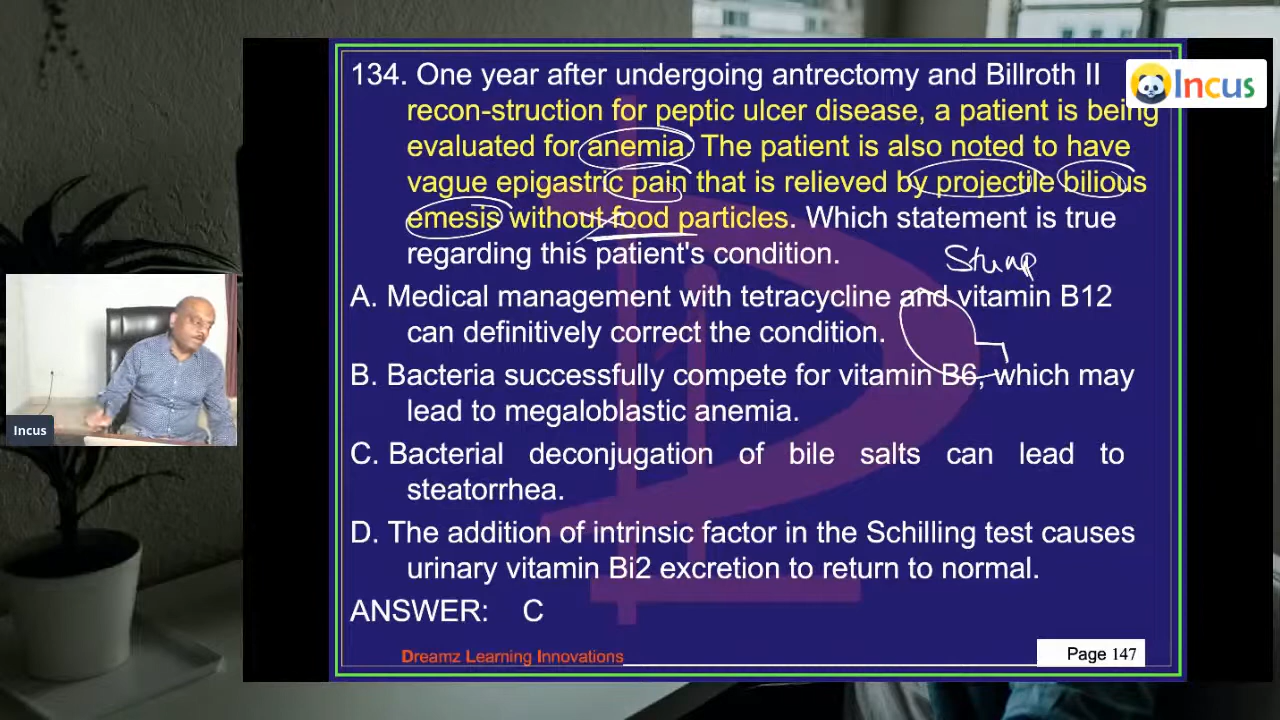 134. One year after undergoing antrectomy and Billroth II
Incus
recon-struction for peptic ulcer disease, a patient is being
evaluated for anemia. The patient is also noted to have
vague epigastric pain that is relieved by projectile bilious
emesis without food particles. Which statement is true
regarding this patient's condition.
Stump
A. Medical management with tetracycline and vitamin B12
can definitively correct the condition.
B. Bacteria successfully compete for vitamin B6, which may
lead to megaloblastic anemia.
Incus
C. Bacterial deconjugation of bile salts can lead to
steatorrhea.
D. The addition of intrinsic factor in the Schilling test causes
urinary vitamin Bi2 excretion to return to normal.
ANSWER: C
Dreamz Learning Innovations
Page 147